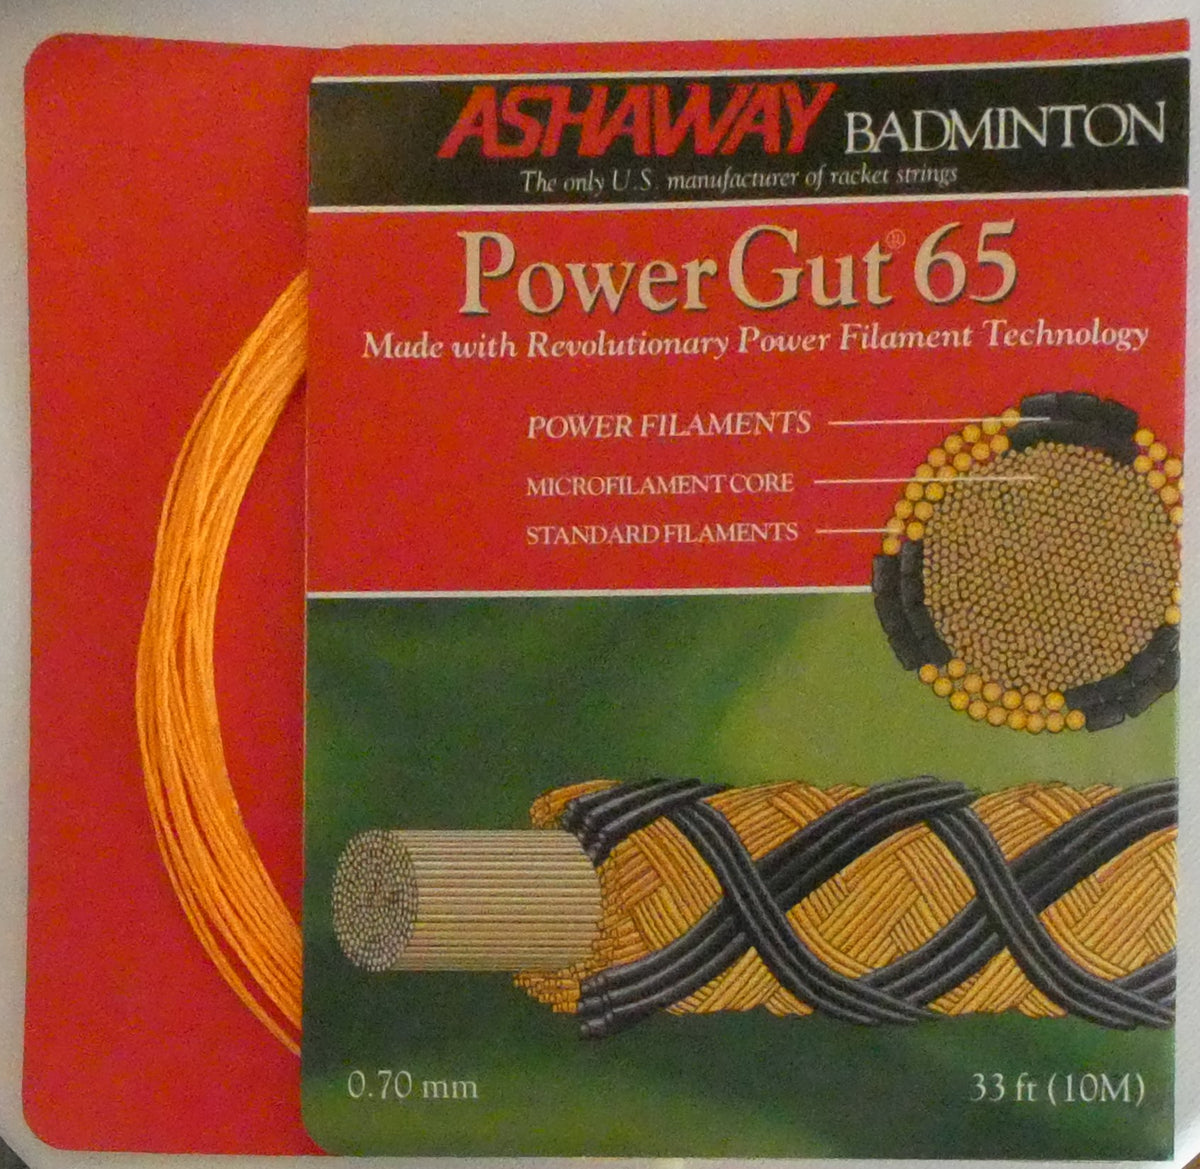 ASHAWAY BADMINTON
The only U.S. manufacturer of racket strings
PowerGut® 65
Made with Revolutionary Power Filament Technology
POWER FILAMENTS
MICROFILAMENT CORE
STANDARD FILAMENTS
0.70 mm
33 ft (10M)